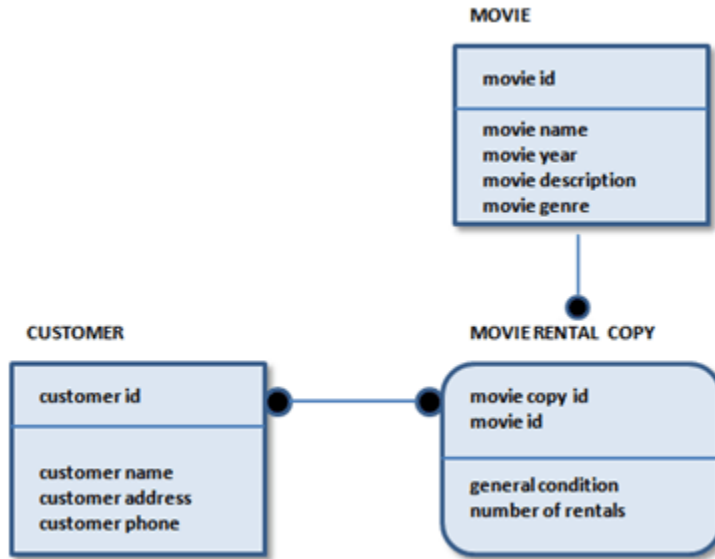 MOVIE
movie id
movie name
movie year
movie description
movie genre
CUSTOMER
customer id
customer name
customer address
customer phone
MOVIE RENTAL COPY
movie copy id
movie id
general condition
number of rentals